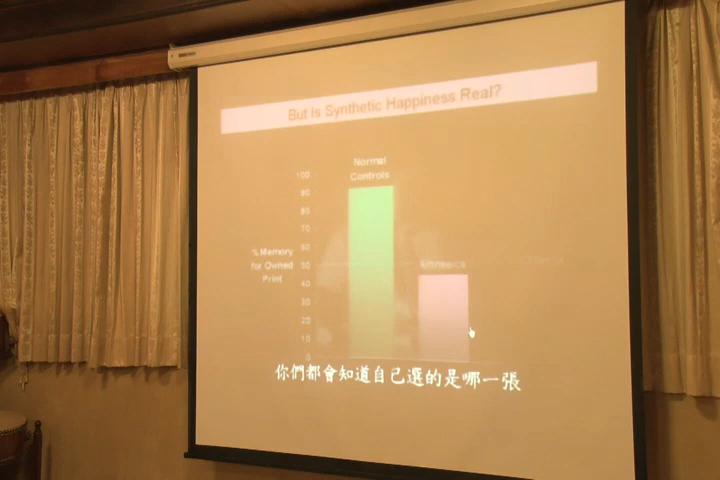 But Is Synthetic Happiness Real?
Normal
Controls
100
90
80
70
60
50
40
30
20
10
0
% Memory
for Owned
Print
Amnesics
你們都會知道自己選的是哪一張